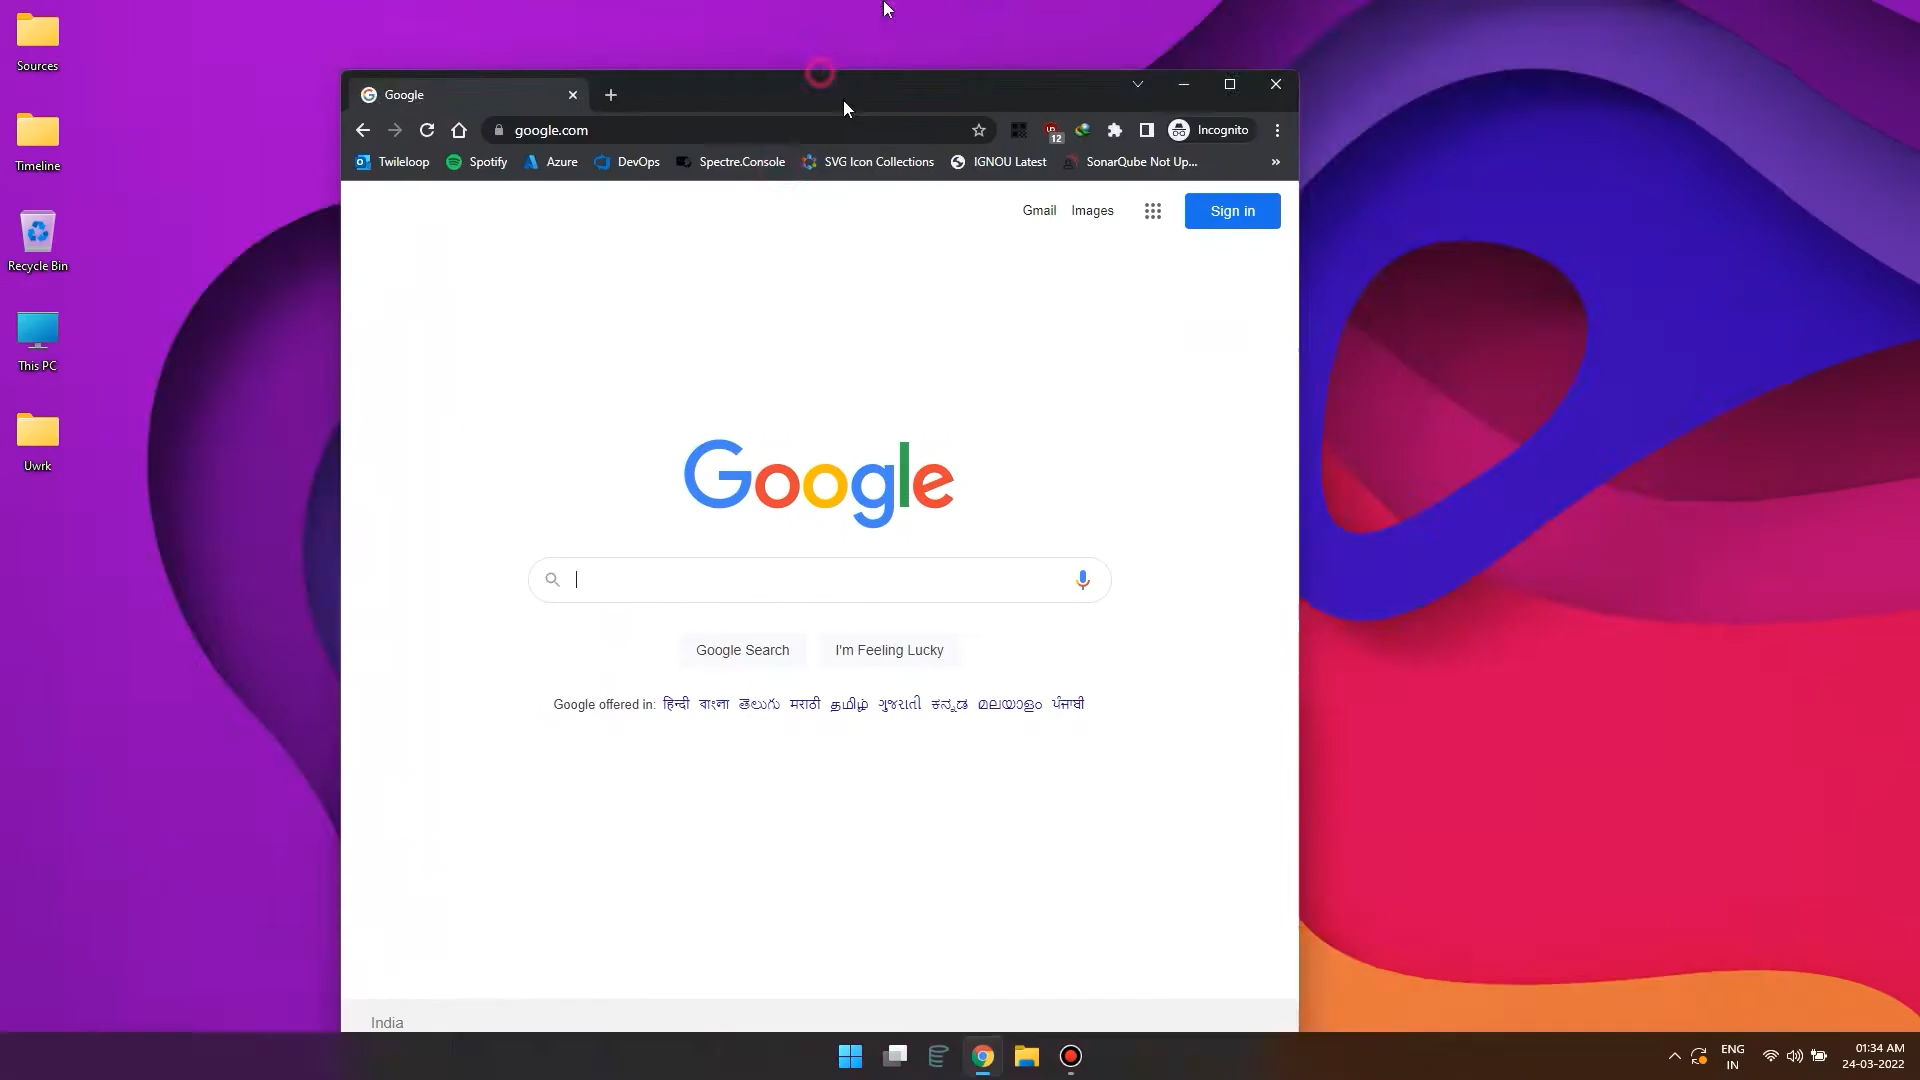 Sources
Timeline
Recycle Bin
This PC
Uwrk
Google
google.com
12
Incognito
Twileloop
Spotify
Azure
DevOps
Spectre.Console
SVG Icon Collections
IGNOU Latest
SonarQube Not Up...
»
Gmail
Images
Sign in
Google
Google Search
I'm Feeling Lucky
Google offered in: हिन्दी বাংলা తెలుగు मराठी தமிழ் ગુજરાતી ಕನ್ನಡ മലയാളം ਪੰਜਾਬੀ
India
ENG
IN
01:34 AM
24-03-2022